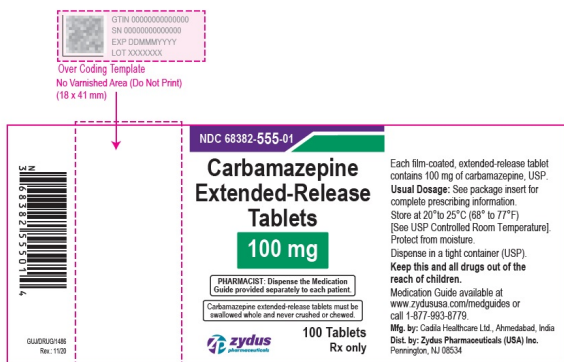 GTIN 00000000000000
SN 0000000000000
EXP DDMMMYYYY
LOT XXXXXXX
Over Coding Template
No Varnished Area (Do Not Print)
(18 x 41 mm)
N
3
68382 55501
4
GUJ/DRUG/1486
Rev.: 11/20
NDC 68382-555-01
Carbamazepine
Extended-Release
Tablets
100 mg
PHARMACIST: Dispense the Medication
Guide provided separately to each patient.
Carbamazepine extended-release tablets must be
swallowed whole and never crushed or chewed.
zydus
pharmaceuticals
100 Tablets
Rx only
Each film-coated, extended-release tablet
contains 100 mg of carbamazepine, USP.
Usual Dosage: See package insert for
complete prescribing information.
Store at 20°to 25°C (68° to 77°F)
[See USP Controlled Room Temperature].
Protect from moisture.
Dispense in a tight container (USP).
Keep this and all drugs out of the
reach of children.
Medication Guide available at
www.zydususa.com/medguides or
call 1-877-993-8779.
Mfg. by: Cadila Healthcare Ltd., Ahmedabad, India
Dist. by: Zydus Pharmaceuticals (USA) Inc.
Pennington, NJ 08534